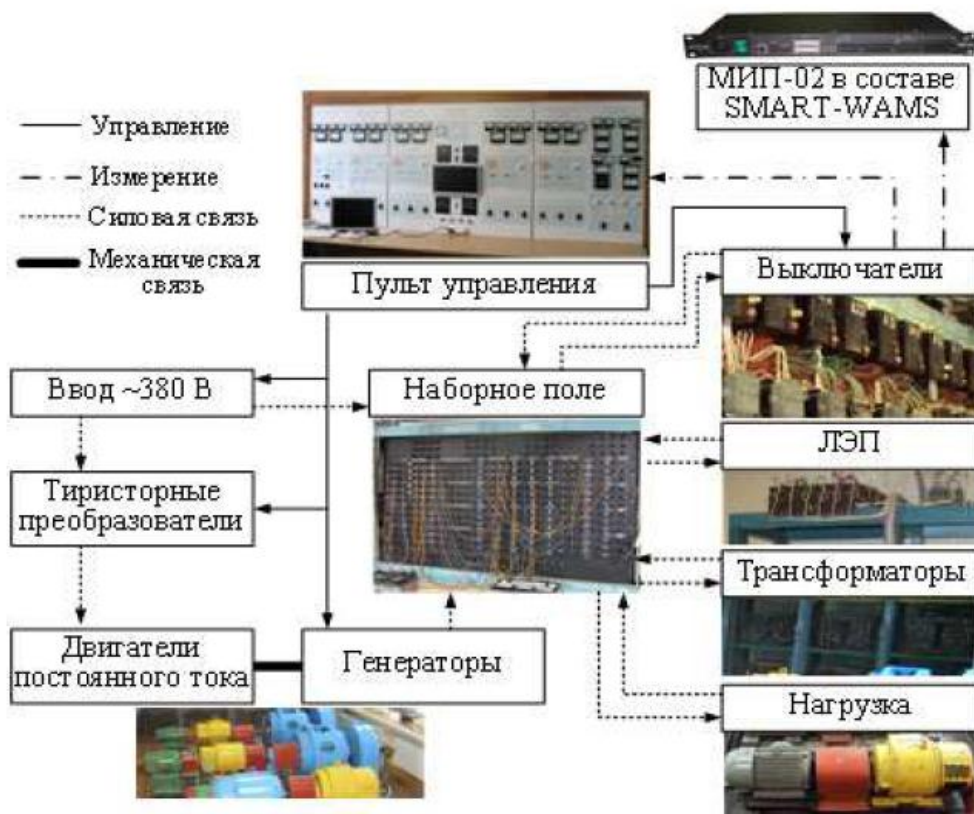 МИП-02 в составе
SMART-WAMS
Управление
Измерение
Силовая связь
Механическая
связь
Пульт управления
Выключатели
Ввод ~380 В
Наборное поле
ЛЭП
Тиристорные
преобразователи
Трансформаторы
Двигатели
постоянного тока
Генераторы
Нагрузка